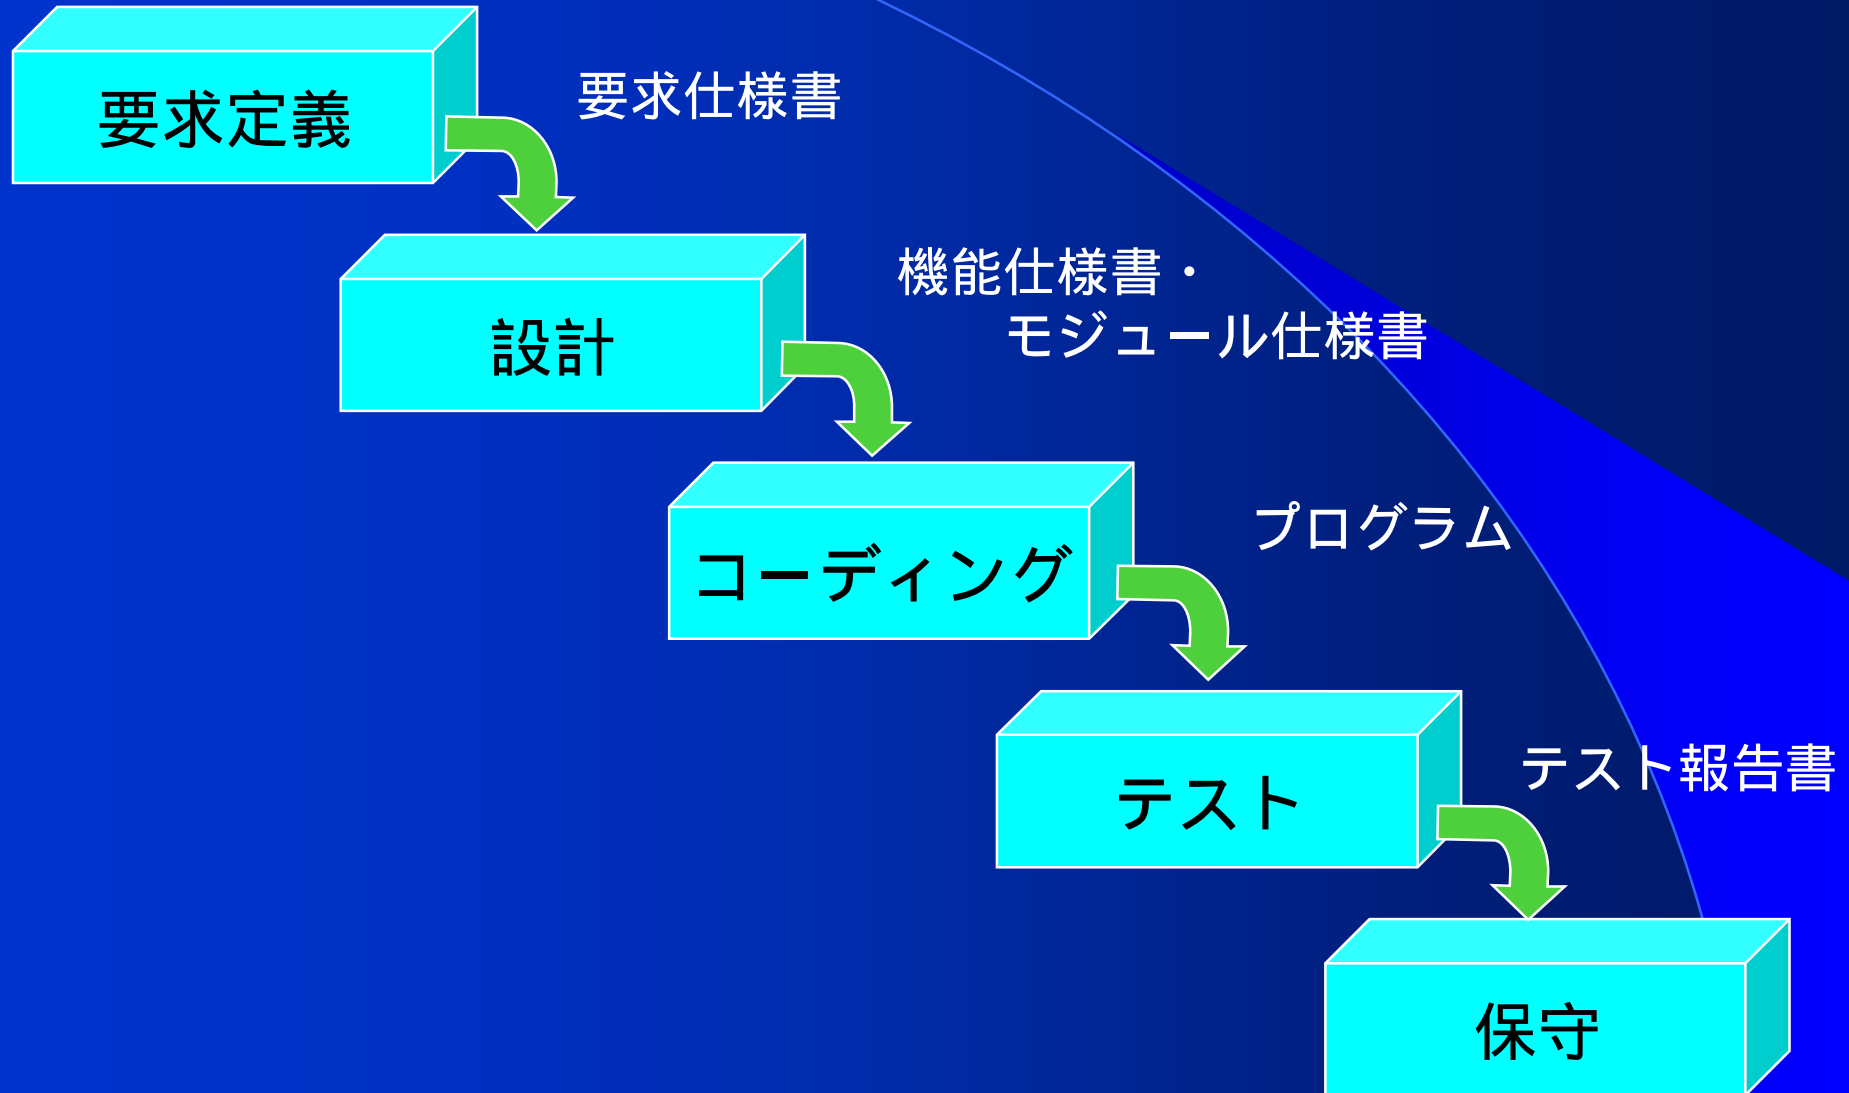 要求定義
要求仕様書
設計
機能仕様書・
モジュール仕様書
コーディング
プログラム
テスト
テスト報告書
保守